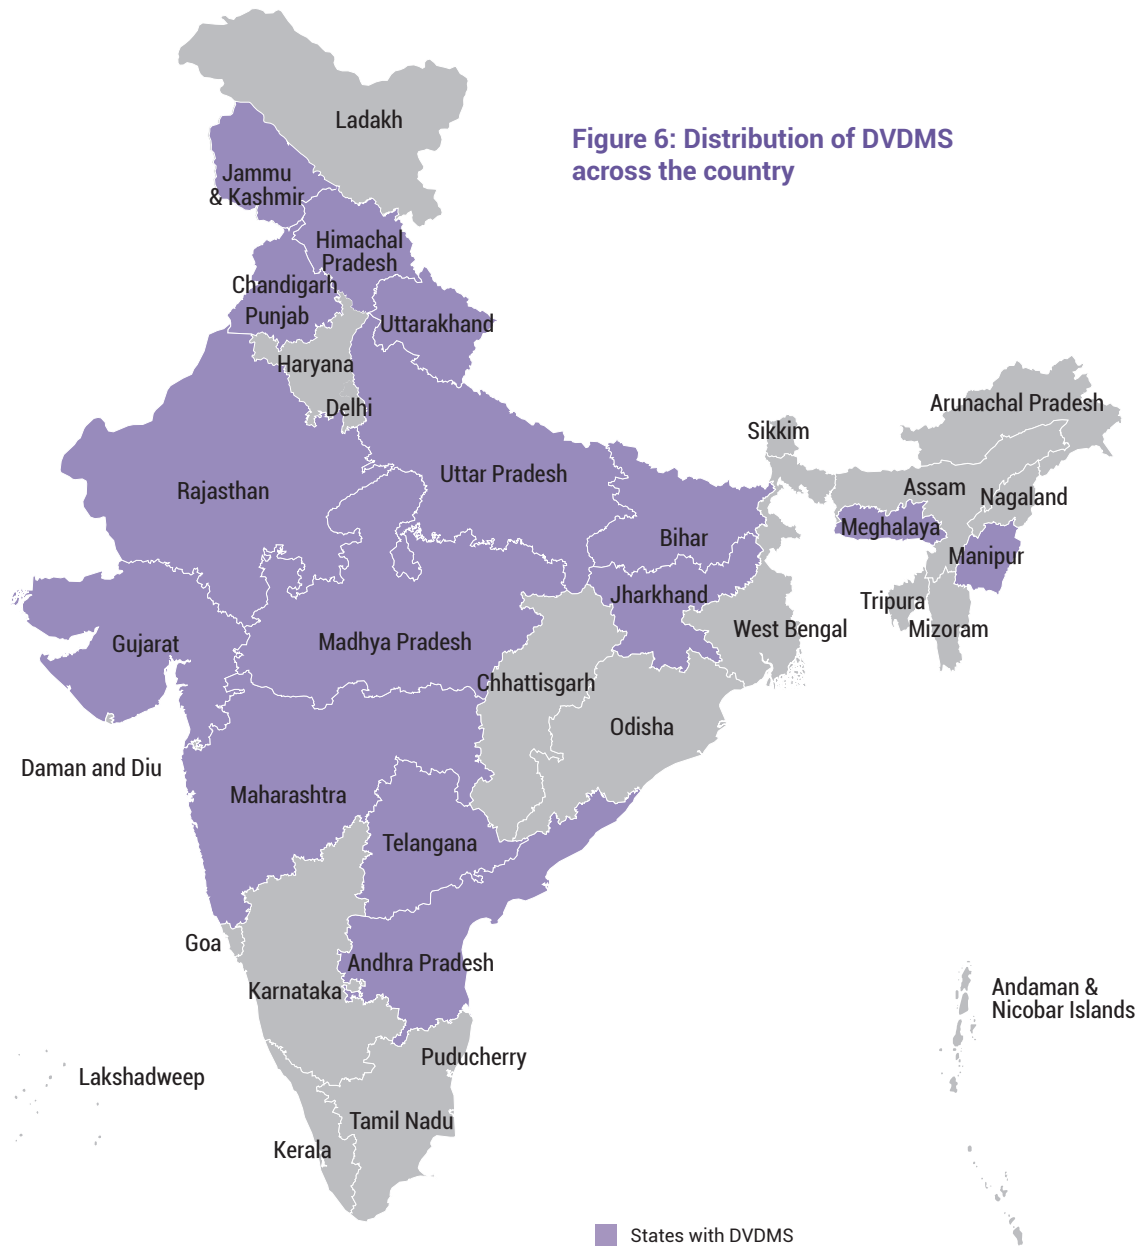 Ladakh
Figure 6: Distribution of DVDMS
across the country
Jammu
& Kashmir
Himachal
Pradesh
Chandigarh
Punjab
Uttarakhand
Haryana
Delhi
Arunachal Pradesh
Sikkim
Uttar Pradesh
Rajasthan
Assam
Nagaland
Meghalaya
Bihar
Manipur
Jharkhand
Tripura
West Bengal
Mizoram
Gujarat
Madhya Pradesh
Chhattisgarh
Odisha
Daman and Diu
Maharashtra
Telangana
Goa
Andhra Pradesh
Karnataka
Andaman &
Nicobar Islands
Puducherry
Lakshadweep
Tamil Nadu
Kerala
States with DVDMS